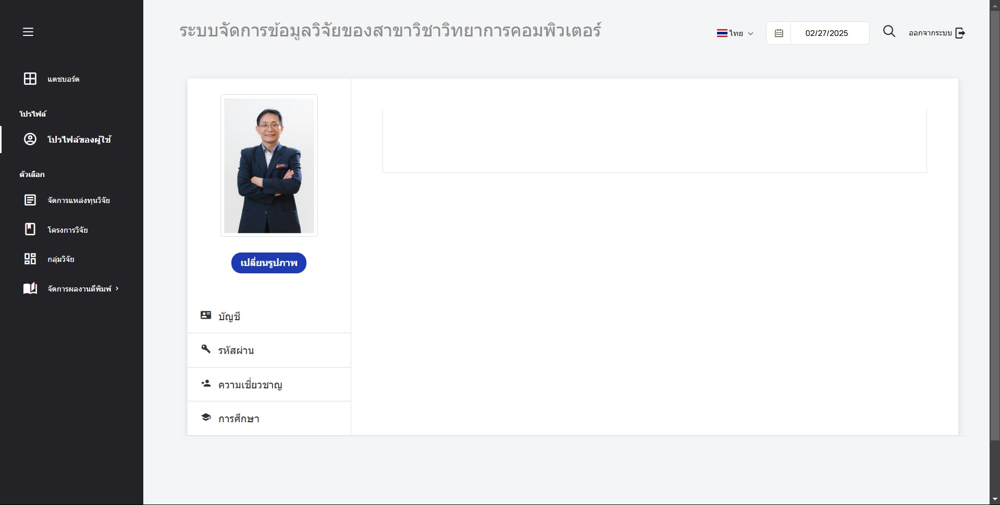 ระบบจัดการข้อมูลวิจัยของสาขาวิชาวิทยาการคอมพิวเตอร์
ไทย
02/27/2025
ออกจากระบบ
แดชบอร์ด
โปรไฟล์
โปรไฟล์ของผู้ใช้
ตัวเลือก
จัดการแหล่งทุนวิจัย
โครงการวิจัย
กลุ่มวิจัย
จัดการผลงานตีพิมพ์
เปลี่ยนรูปภาพ
บัญชี
รหัสผ่าน
ความเชี่ยวชาญ
การศึกษา